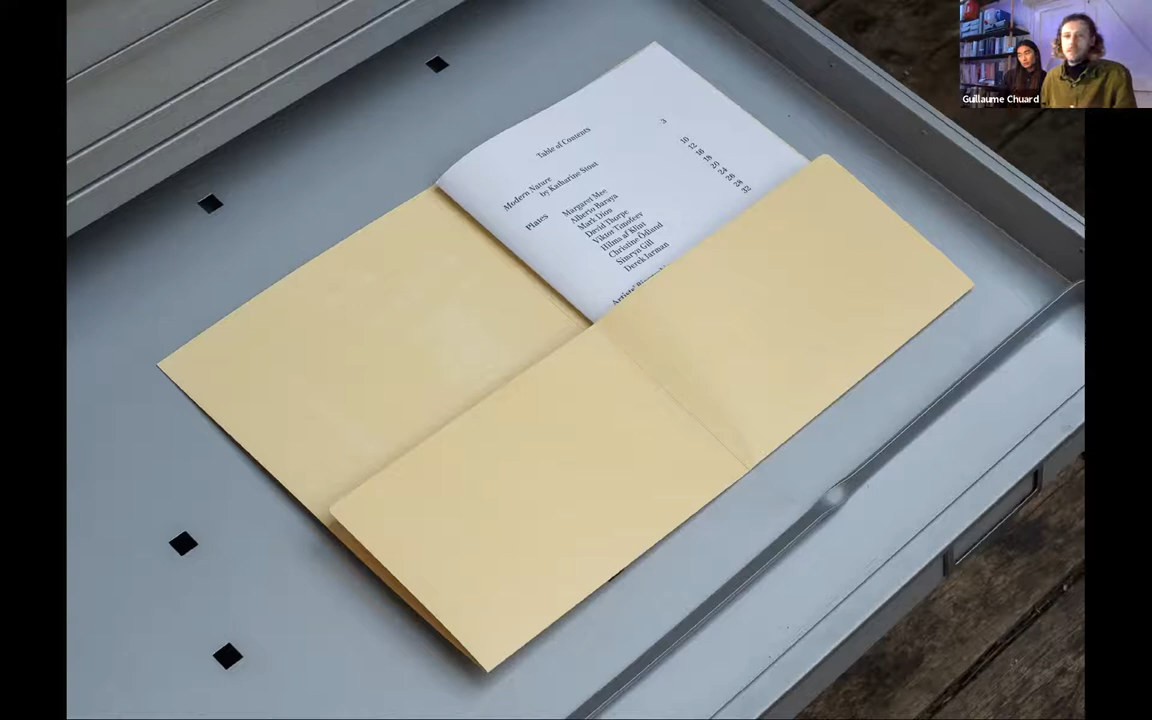 Table of Contents
3
Modern Nature
by Katharine Stout
Plates
Margaret Mee 10
Alberto Baraya 12
Mark Dion 16
David Thorpe 18
Viktor Timofeev 20
Hilma af Klint 24
Christine Ödlund 26
Simryn Gill 28
Derek Jarman 32
Guillaume Chuard